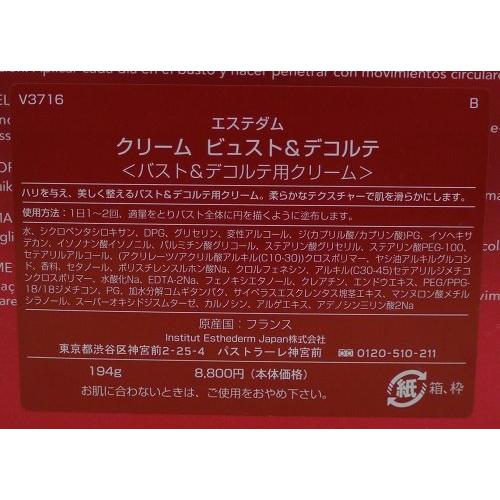 aplicar cada día en el busto y hacer penetrar con movimientos circulare
V3716 B
エステダム
クリーム ビュスト&デコルテ
<バスト&デコルテ用クリーム>
ハリを与え、美しく整えるバスト&デコルテ用クリーム。柔らかなテクスチャーで肌を滑らかにします。
使用方法:1日1〜2回、適量をとりバスト全体に円を描くように塗布します。
水、シクロペンタシロキサン、DPG、グリセリン、変性アルコール、ジ(カプリル酸/カプリン酸)PG、イソヘキサ
デカン、イソノナン酸イソノニル、パルミチン酸グリコール、ステアリン酸グリセリル、ステアリン酸PEG-100、
セテアリルアルコール、(アクリレーツ/アクリル酸アルキル(C10-30))クロスポリマー、ヤシ油アルキルグルコシ
ド、香料、セタノール、ポリスチレンスルホン酸Na、クロルフェネシン、アルキル(C30-45)セテアリルジメチコ
ンクロスポリマー、水酸化Na、EDTA-2Na、フェノキシエタノール、クレアチン、エンドウエキス、PEG/PPG-
18/18ジメチコン、PG、加水分解コムギタンパク、サイペラスエスクレンタス塊茎エキス、マンヌロン酸メチル
シラノール、スーパーオキシドジスムターゼ、カルノシン、アルゲエキス、アデノシン三リン酸2Na
原産国:フランス
Institut Esthederm Japan株式会社
東京都渋谷区神宮前2-25-4 パストラーレ神宮前 0120-510-211
194g 8,800円(本体価格)
お肌に合わないときは、ご使用をおやめ下さい。
紙 箱、枠